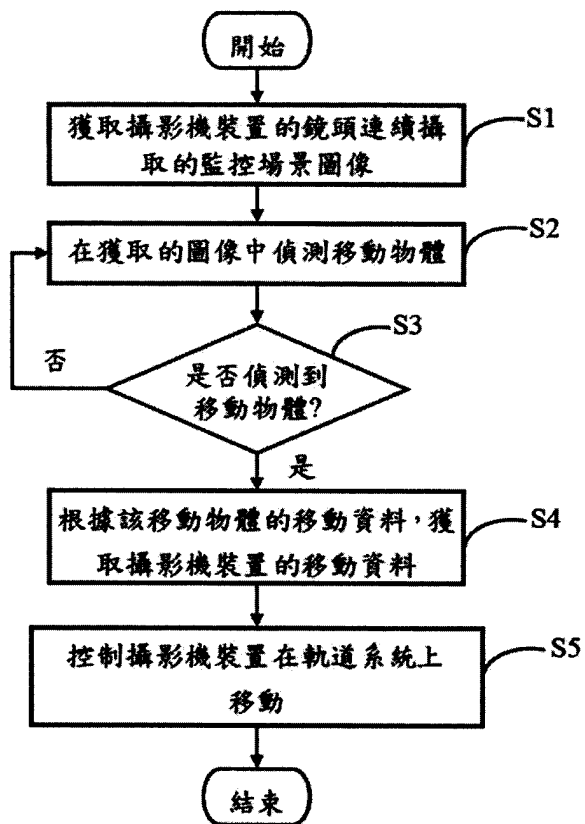 開始
獲取攝影機裝置的鏡頭連續攝
取的監控場景圖像
S1
在獲取的圖像中偵測移動物體
S2
是否偵測到
移動物體?
S3
否
是
根據該移動物體的移動資料,獲
取攝影機裝置的移動資料
S4
控制攝影機裝置在軌道系統上
移動
S5
結束